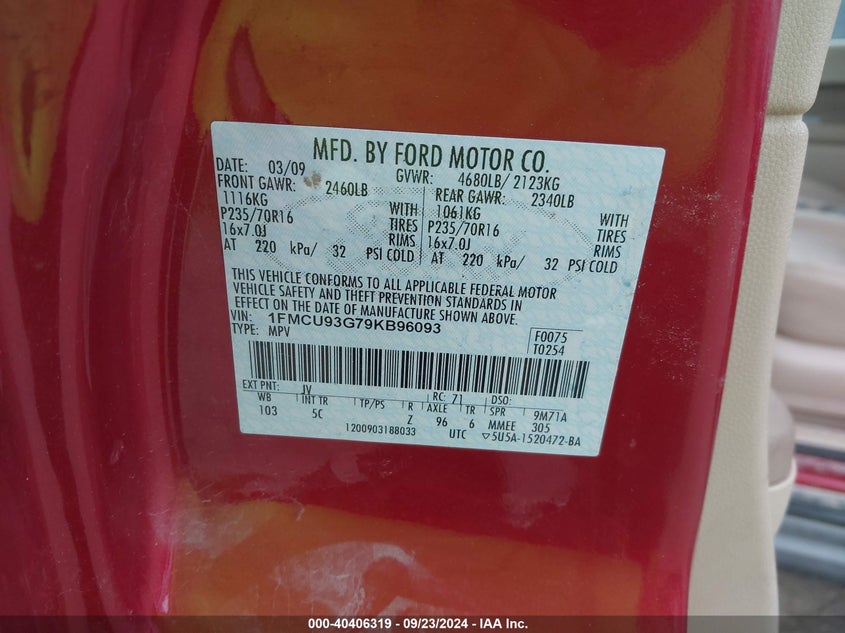 MFD. BY FORD MOTOR CO.
DATE: 03/09 GVWR: 4680LB/ 2123KG
FRONT GAWR: 2460LB REAR GAWR: 2340LB
1116KG WITH 1061KG WITH
P235/70R16 TIRES P235/70R16 TIRES
16x7.0J RIMS 16x7.0J RIMS
AT 220 kPa/ 32 PSI COLD AT 220 kPa/ 32 PSI COLD
THIS VEHICLE CONFORMS TO ALL APPLICABLE FEDERAL MOTOR
VEHICLE SAFETY AND THEFT PREVENTION STANDARDS IN
EFFECT ON THE DATE OF MANUFACTURE SHOWN ABOVE.
VIN: 1FMCU93G79KB96093 F0075
TYPE: MPV T0254
EXT PNT: JV RC: 71 DSO:
WB INT TR TP/PS R AXLE TR SPR 9M71A
103 5C Z 96 6 MMEE 305
1200903188033 UTC ▽5U5A-1520472-BA
000-40406319 - 09/23/2024 - IAA Inc.